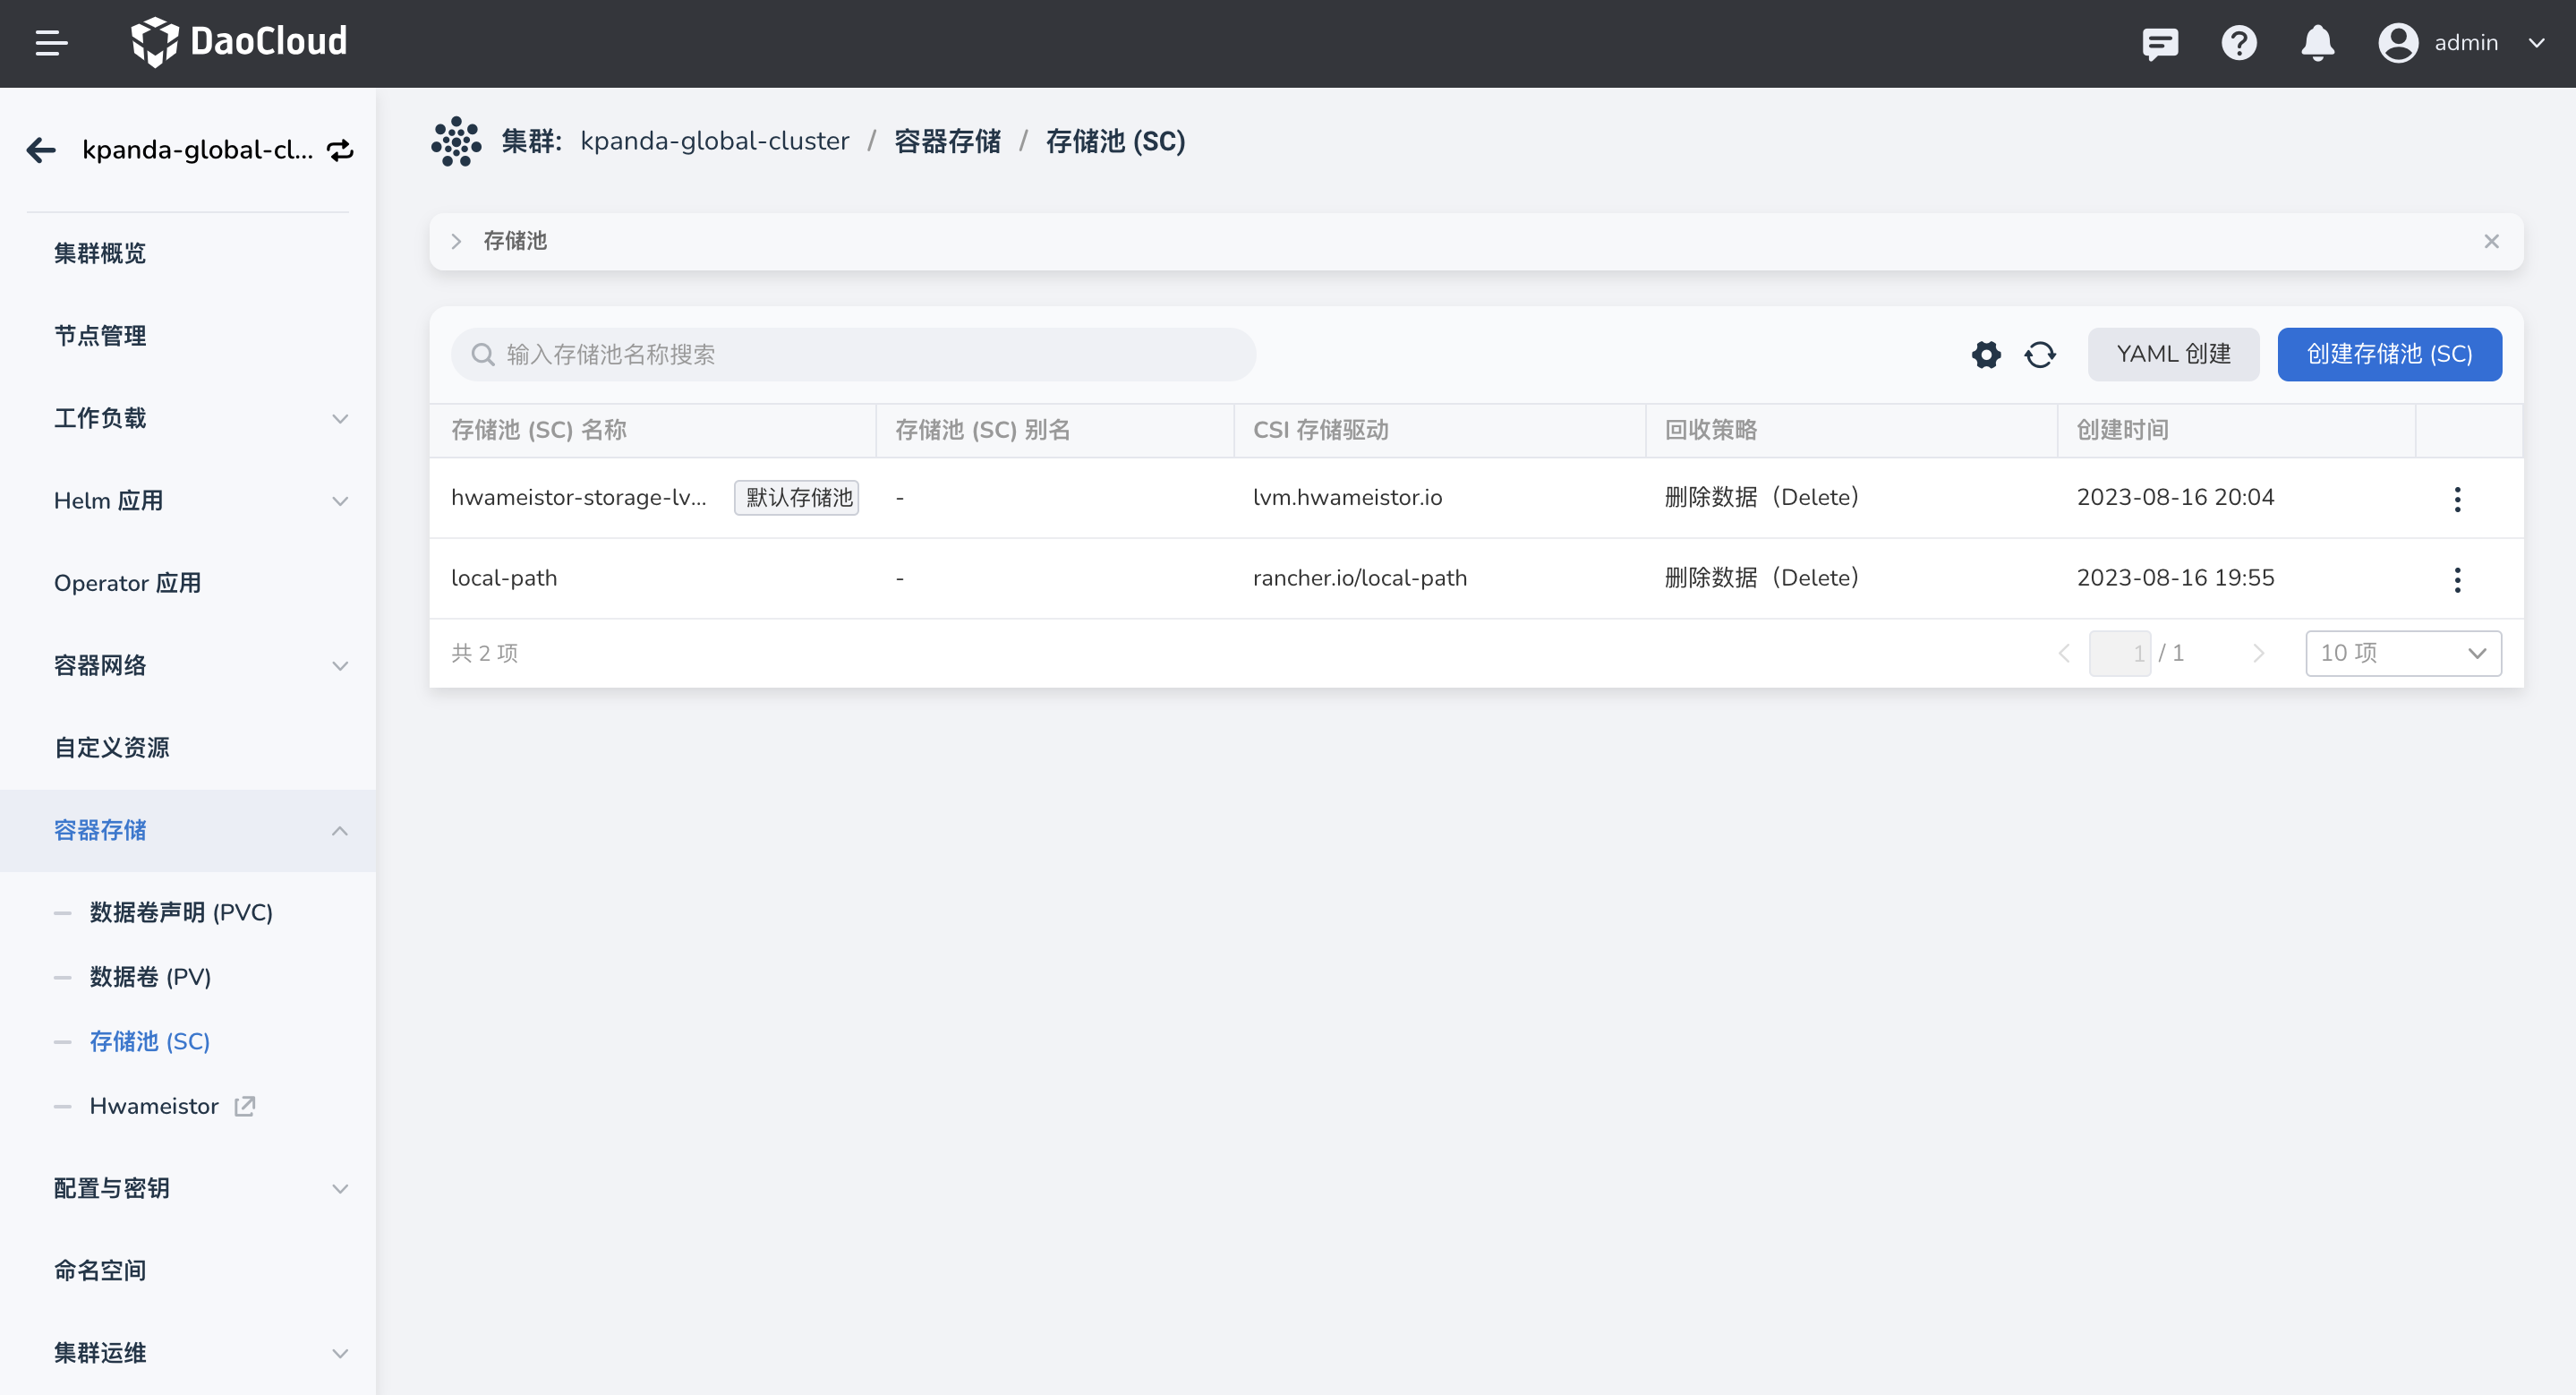 DaoCloud
admin
kpanda-global-cl...
集群概览
节点管理
工作负载
Helm 应用
Operator 应用
容器网络
自定义资源
容器存储
数据卷声明 (PVC)
数据卷 (PV)
存储池 (SC)
Hwameistor
配置与密钥
命名空间
集群运维
集群: kpanda-global-cluster / 容器存储 / 存储池 (SC)
存储池
输入存储池名称搜索
YAML 创建
创建存储池 (SC)
存储池 (SC) 名称 存储池 (SC) 别名 CSI 存储驱动 回收策略 创建时间
hwameistor-storage-lv... 默认存储池 - lvm.hwameistor.io 删除数据（Delete） 2023-08-16 20:04
local-path - rancher.io/local-path 删除数据（Delete） 2023-08-16 19:55
共 2 项 1 / 1 10 项